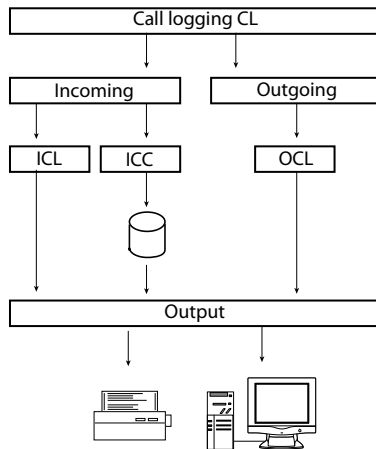 Call logging CL
Incoming
Outgoing
ICL
ICC
OCL
Output